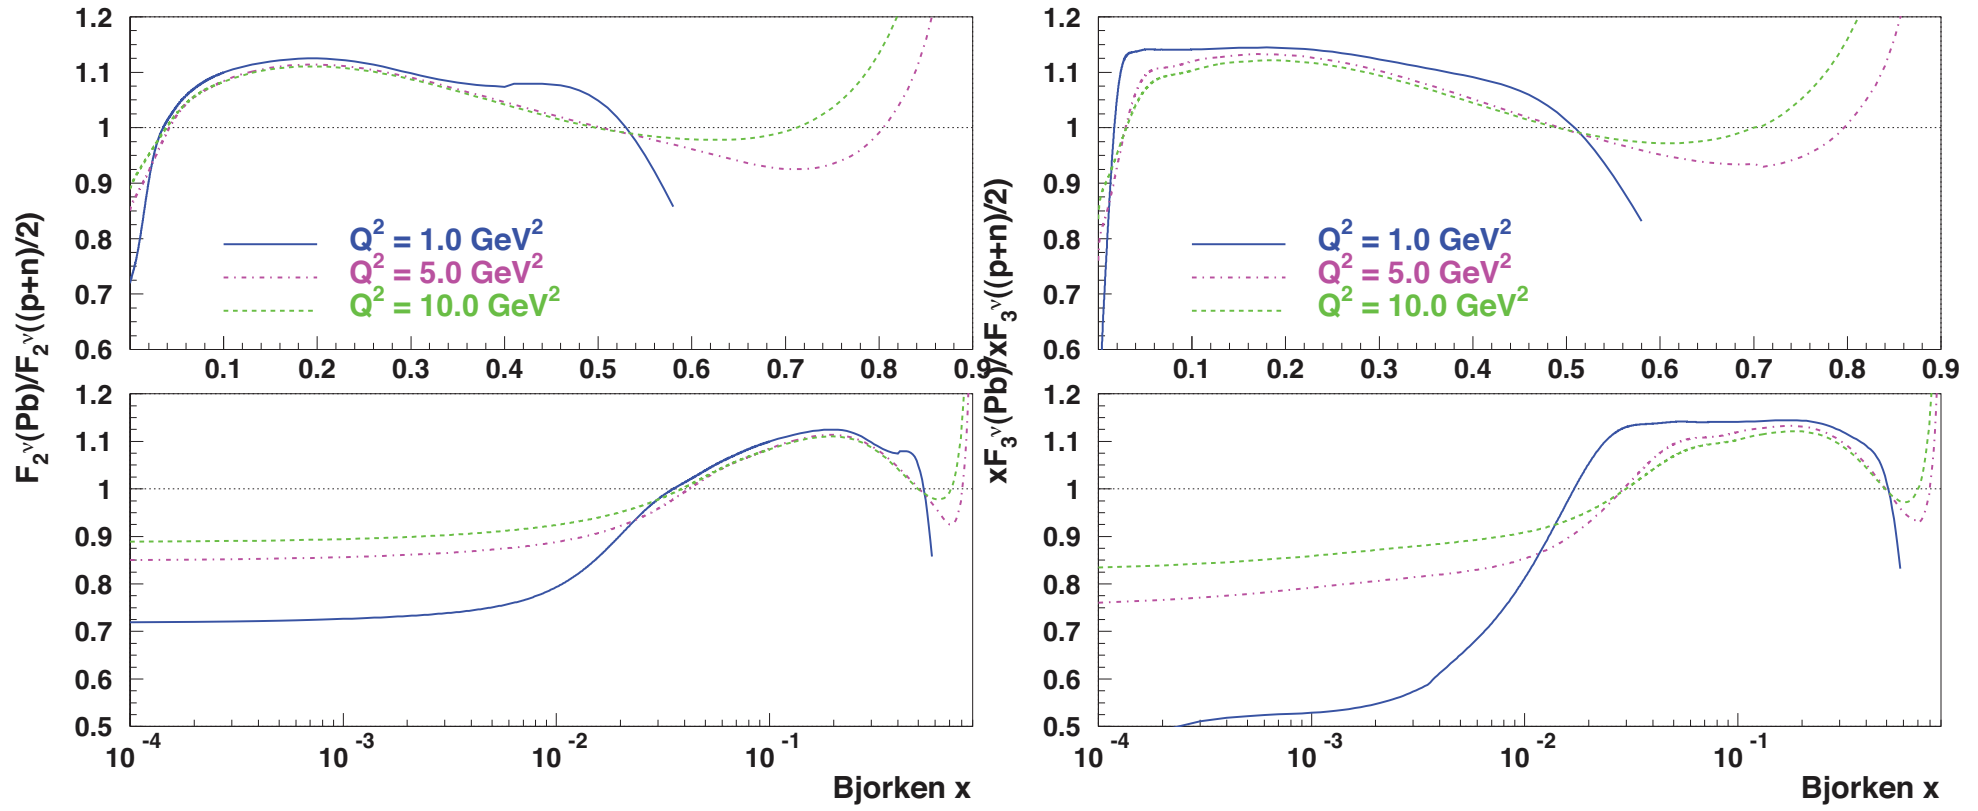 F₂ᵛ(Pb)/F₂ᵛ((p+n)/2)
1.2
1.1
1
0.9
0.8
0.7
0.6
Q² = 1.0 GeV²
Q² = 5.0 GeV²
Q² = 10.0 GeV²
0.1 0.2 0.3 0.4 0.5 0.6 0.7 0.8 0.9
1.2
1.1
1
0.9
0.8
0.7
0.6
0.5
10⁻⁴ 10⁻³ 10⁻² 10⁻¹
Bjorken x
xF₃ᵛ(Pb)/xF₃ᵛ((p+n)/2)
1.2
1.1
1
0.9
0.8
0.7
0.6
Q² = 1.0 GeV²
Q² = 5.0 GeV²
Q² = 10.0 GeV²
0.1 0.2 0.3 0.4 0.5 0.6 0.7 0.8 0.9
1.2
1.1
1
0.9
0.8
0.7
0.6
0.5
10⁻⁴ 10⁻³ 10⁻² 10⁻¹
Bjorken x